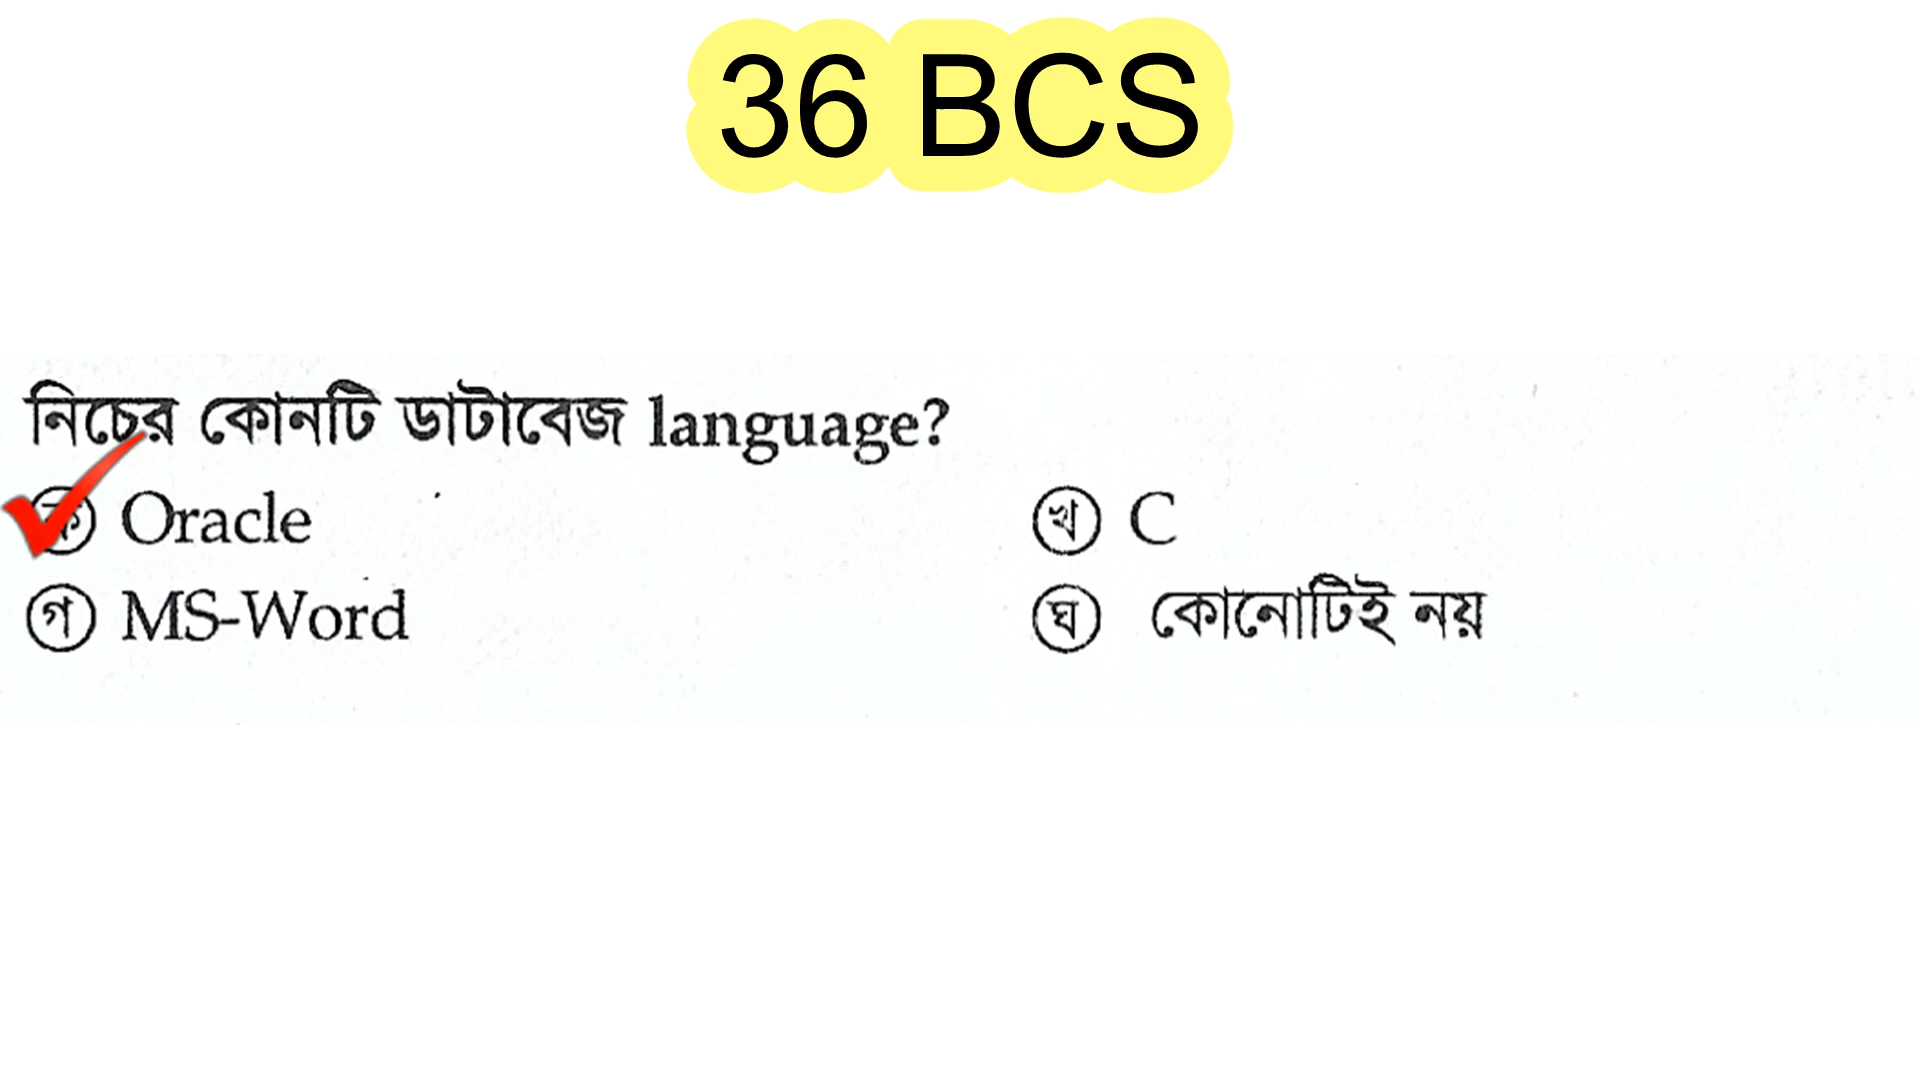 36 BCS
নিচের কোনটি ডাটাবেজ language?
ক Oracle
খ C
গ MS-Word
ঘ কোনোটিই নয়